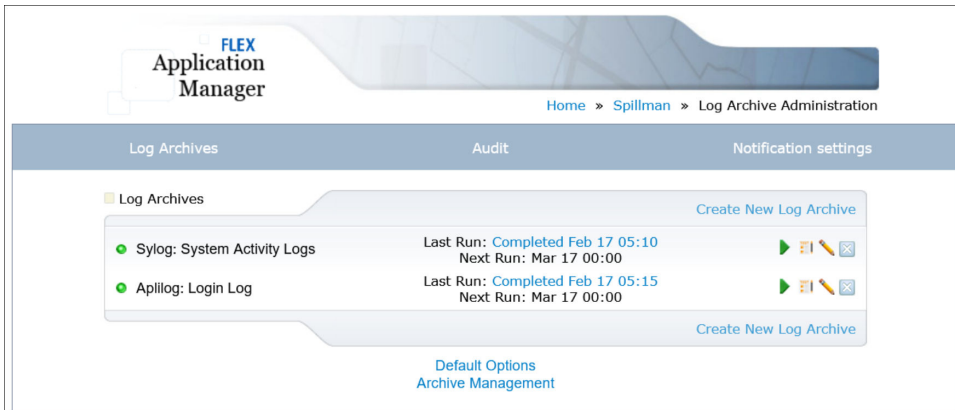 FLEX
Application
Manager
Home » Spillman » Log Archive Administration
Log Archives Audit Notification settings
Log Archives
Create New Log Archive
Sylog: System Activity Logs Last Run: Completed Feb 17 05:10
Next Run: Mar 17 00:00
Aplilog: Login Log Last Run: Completed Feb 17 05:15
Next Run: Mar 17 00:00
Create New Log Archive
Default Options
Archive Management